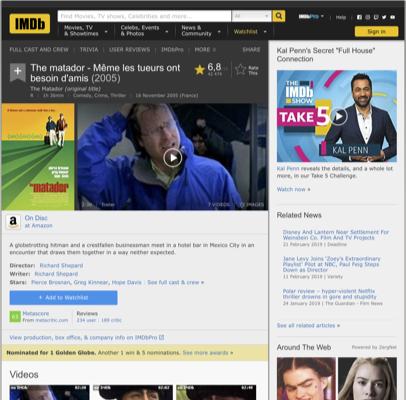 IMDb
Find Movies, TV shows, Celebrities and more...
All
IMDbPro
Help
Movies, TV & Showtimes
Celebs, Events & Photos
News & Community
Watchlist
Sign in
FULL CAST AND CREW | TRIVIA | USER REVIEWS | IMDbPro | MORE
SHARE
The matador - Même les tueurs ont
besoin d'amis (2005)
The Matador (original title)
R | 1h 36min | Comedy, Crime, Thriller | 16 November 2005 (France)
6,8
Rate This
matador
trailer
7 VIDEOS
IMAGES
On Disc
at Amazon
A globetrotting hitman and a crestfallen businessman meet in a hotel bar in Mexico City in an
encounter that draws them together in a way neither expected.
Director: Richard Shepard
Writer: Richard Shepard
Stars: Pierce Brosnan, Greg Kinnear, Hope Davis | See full cast & crew »
+ Add to Watchlist
Metascore
From metacritic.com
Reviews
234 user | 189 critic
View production, box office, & company info on IMDbPro
Nominated for 1 Golden Globe. Another 1 win & 5 nominations. See more awards »
Videos
Kal Penn's Secret "Full House"
Connection
THE IMDb SHOW
TAKE 5
KAL PENN
Kal Penn reveals the details, and a whole lot
more, in our Take 5 Challenge.
Watch now »
Related News
Disney And Lantern Near Settlement For
Weinstein Co. Film And TV Projects
21 February 2019 | Deadline
Jane Levy Joins 'Zoey's Extraordinary
Playlist' Pilot at NBC, Paul Feig Steps
Down as Director
11 February 2019 | Variety
Polar review – hyper-violent Netflix
thriller drowns in gore and stupidity
24 January 2019 | The Guardian - Film News
See all related articles »
Around The Web
Powered by ZergNet